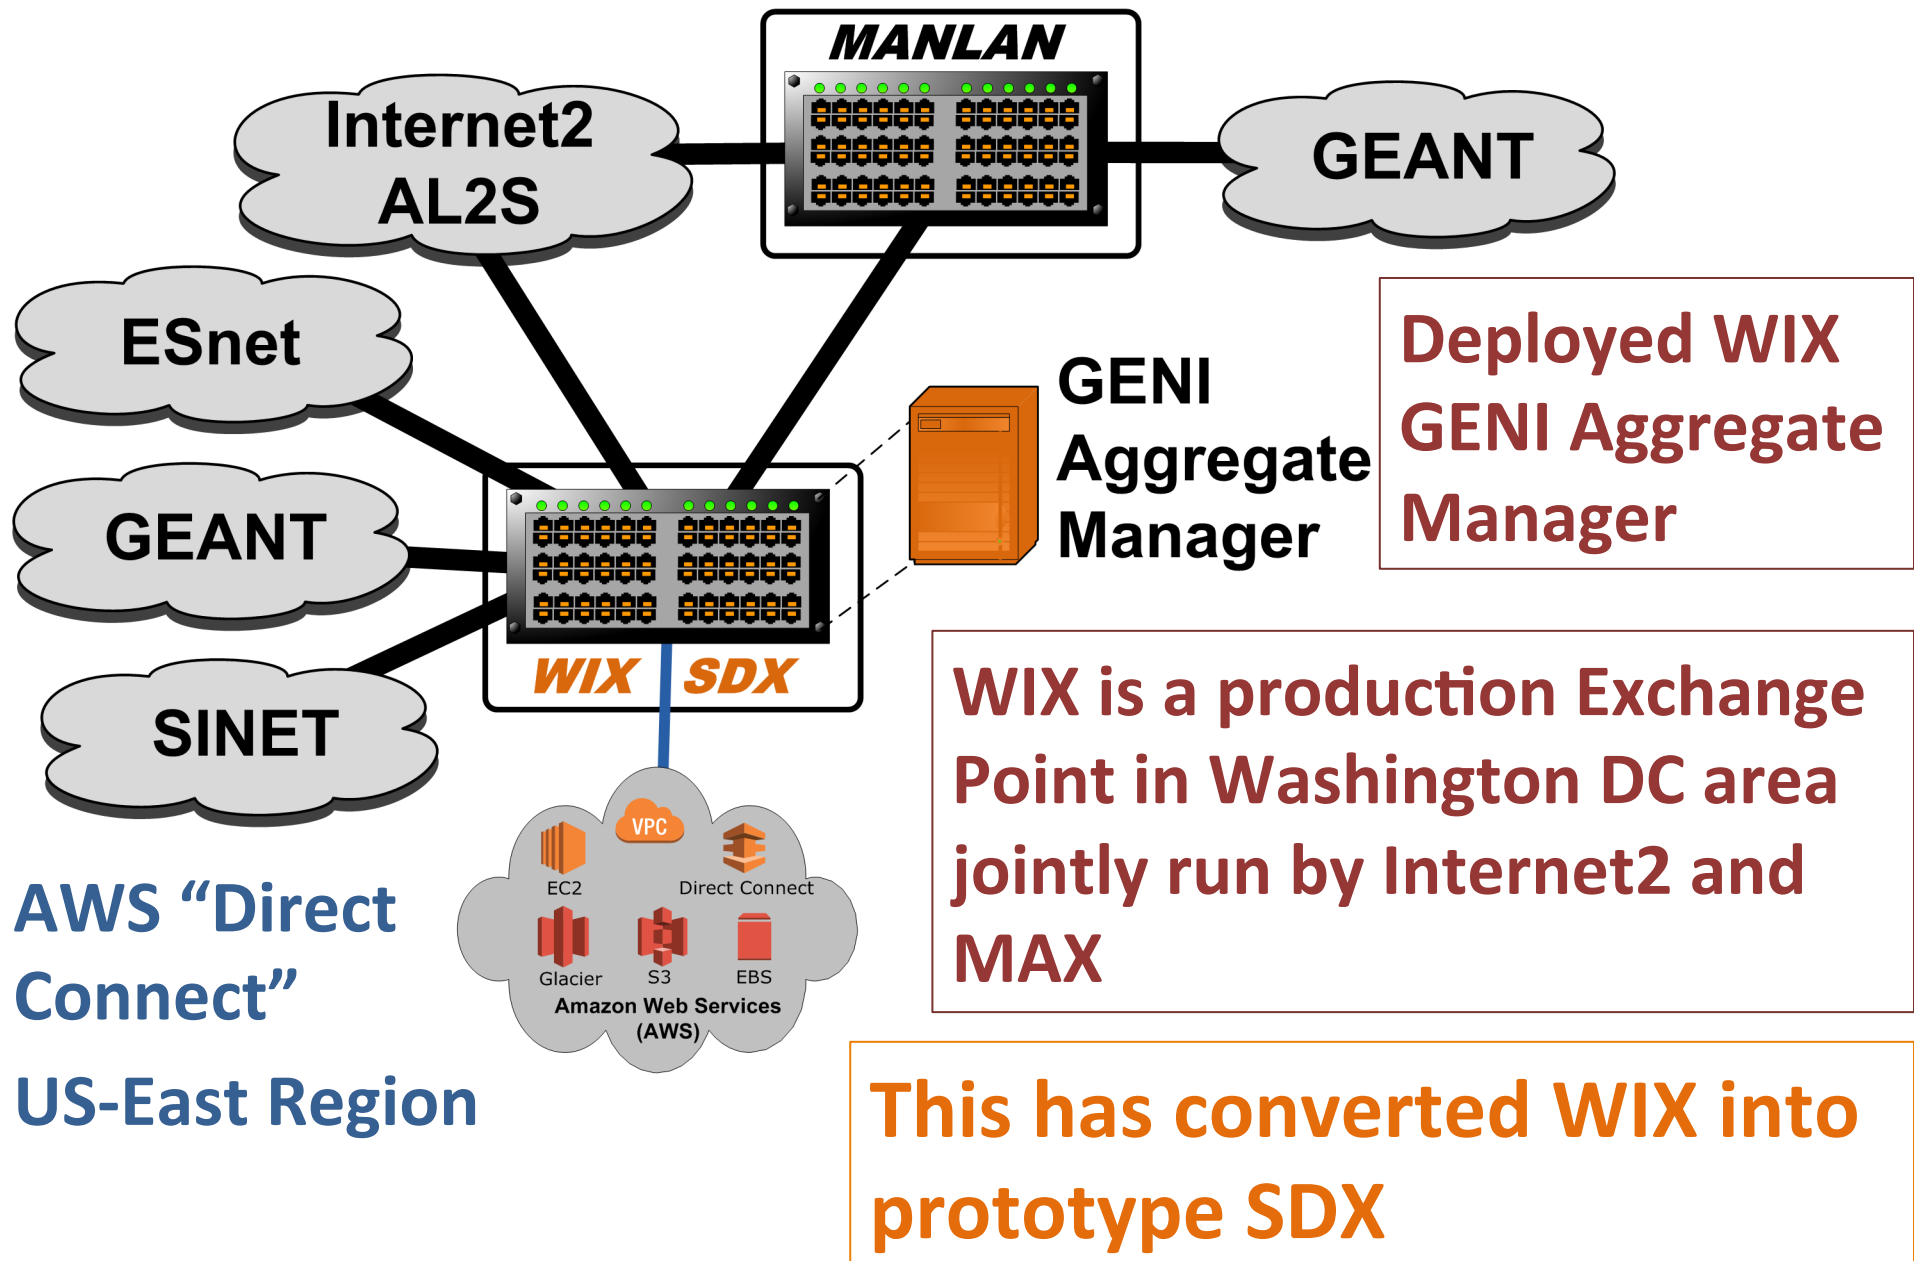 MANLAN
Internet2
AL2S
GEANT
ESnet
GEANT
SINET
GENI
Aggregate
Manager
Deployed WIX
GENI Aggregate
Manager
WIX SDX
WIX is a production Exchange
Point in Washington DC area
jointly run by Internet2 and
MAX
VPC
EC2
Direct Connect
Glacier
S3
EBS
Amazon Web Services
(AWS)
AWS “Direct
Connect”
US-East Region
This has converted WIX into
prototype SDX